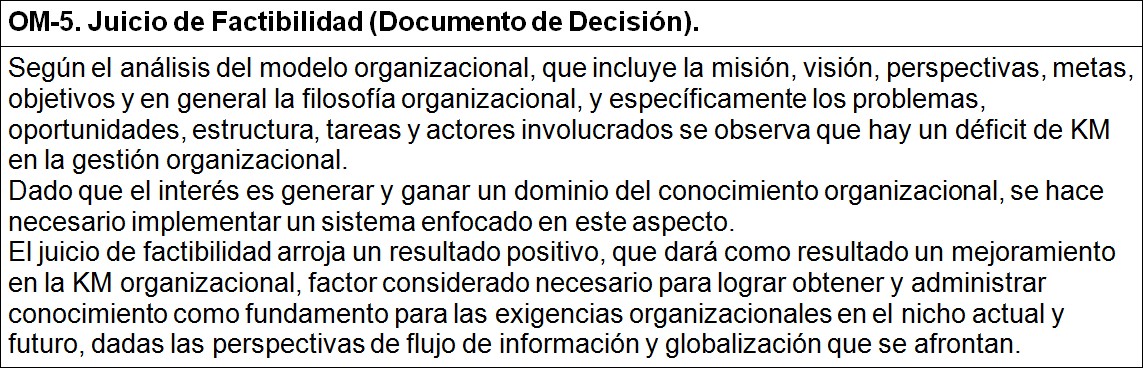 OM-5. Juicio de Factibilidad (Documento de Decisión).
Según el análisis del modelo organizacional, que incluye la misión, visión, perspectivas, metas,
objetivos y en general la filosofía organizacional, y específicamente los problemas,
oportunidades, estructura, tareas y actores involucrados se observa que hay un déficit de KM
en la gestión organizacional.
Dado que el interés es generar y ganar un dominio del conocimiento organizacional, se hace
necesario implementar un sistema enfocado en este aspecto.
El juicio de factibilidad arroja un resultado positivo, que dará como resultado un mejoramiento
en la KM organizacional, factor considerado necesario para lograr obtener y administrar
conocimiento como fundamento para las exigencias organizacionales en el nicho actual y
futuro, dadas las perspectivas de flujo de información y globalización que se afrontan.